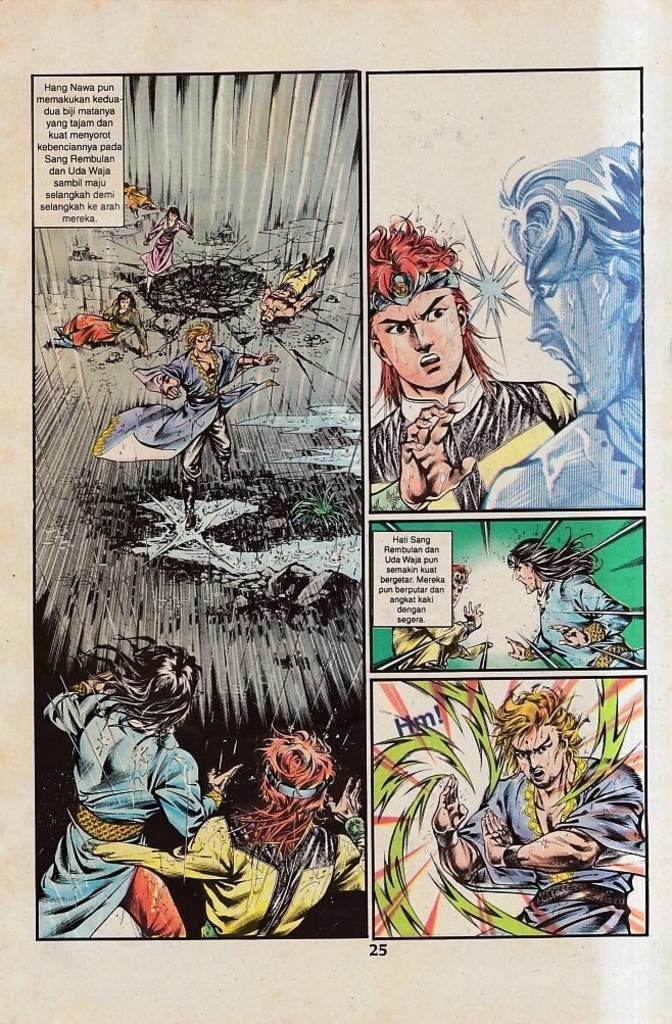 Hang Nawa pun
memakukan kedua-
dua biji matanya
yang tajam dan
kuat menyorot
kebenciannya pada
Sang Rembulan
dan Uda Waja
sambil maju
selangkah demi
selangkah ke arah
mereka.
Hati Sang
Rembulan dan
Uda Waja pun
semakin kuat
bergetar. Mereka
pun berputar dan
angkat kaki
dengan
segera.
Hm!
25